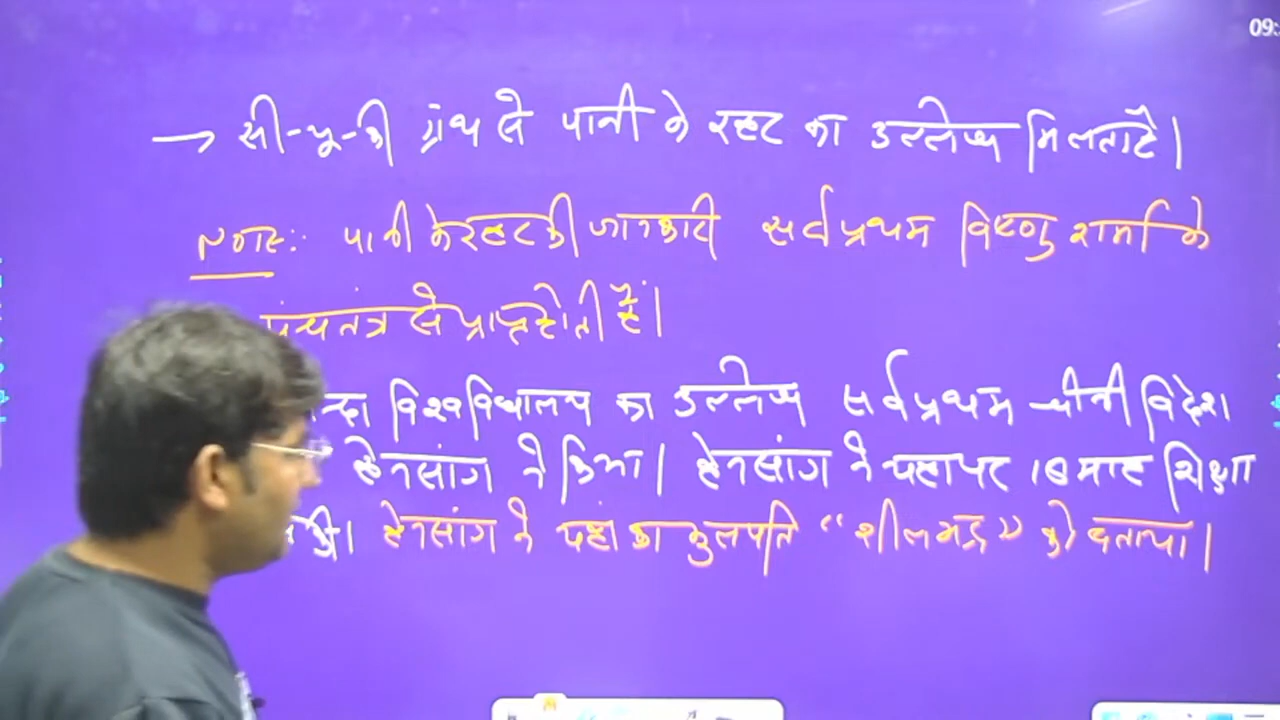 09:
→ सी-यू-की ग्रंथ से पानी के रहट का उल्लेख मिलता है।
Note:- पानी के रहट की जानकारी सर्वप्रथम विष्णु शर्मा के
पंचतंत्र से प्राप्त होती हैं।
न्दा विश्वविद्यालय का उल्लेख सर्वप्रथम चीनी विदेश
हेनसांग ने किया। हेनसांग ने यहां पर 18 माह शिक्षा
की। हेनसांग ने यहां का कुलपति "शीलभद्र" को बताया।